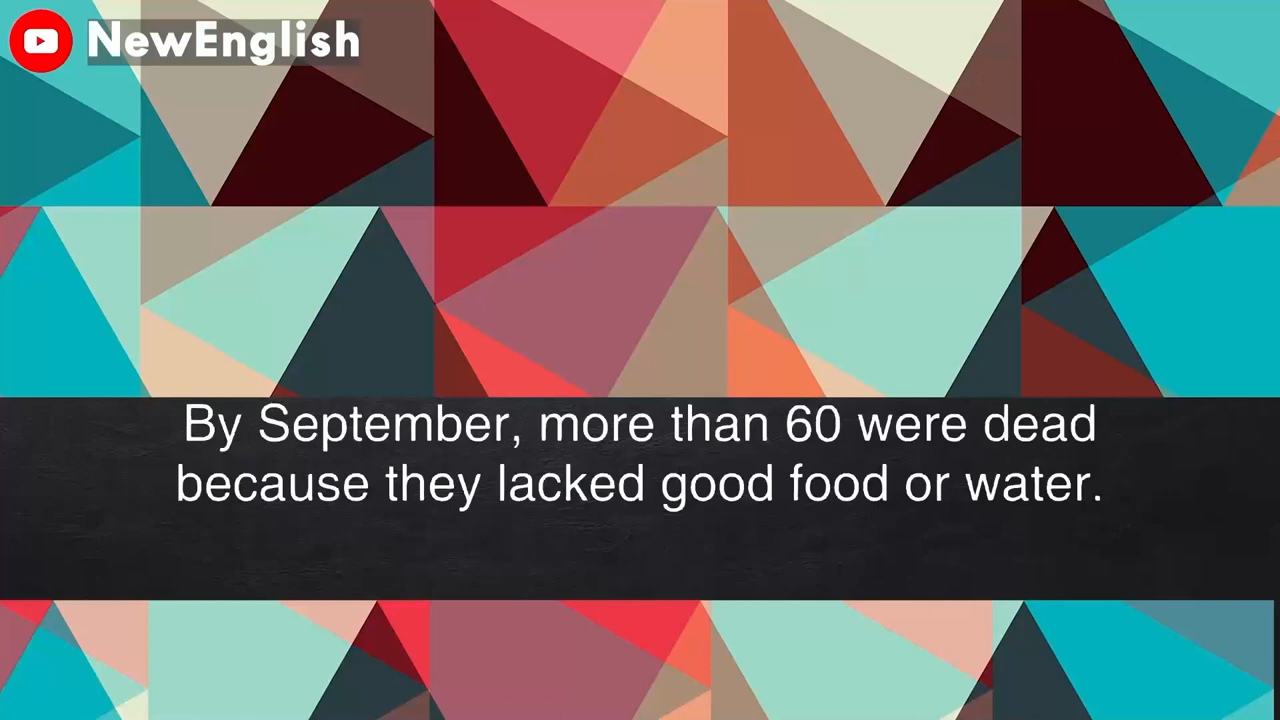 NewEnglish
By September, more than 60 were dead
because they lacked good food or water.